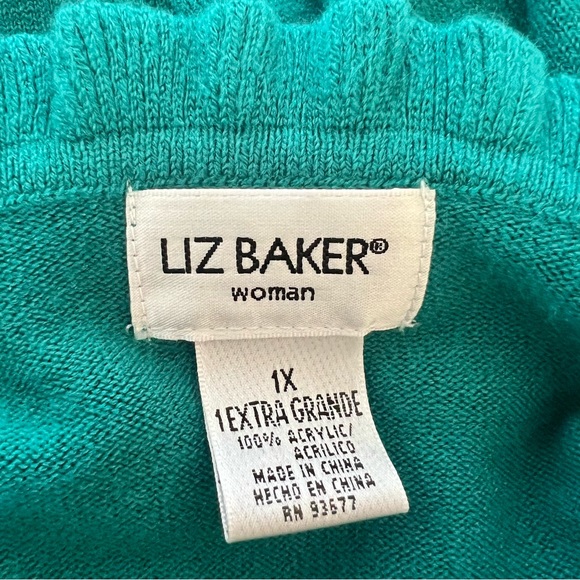 LIZ BAKER®
woman
1X
1EXTRA GRANDE
100% ACRYLIC/
ACRILICO
MADE IN CHINA
HECHO EN CHINA
RN 93677